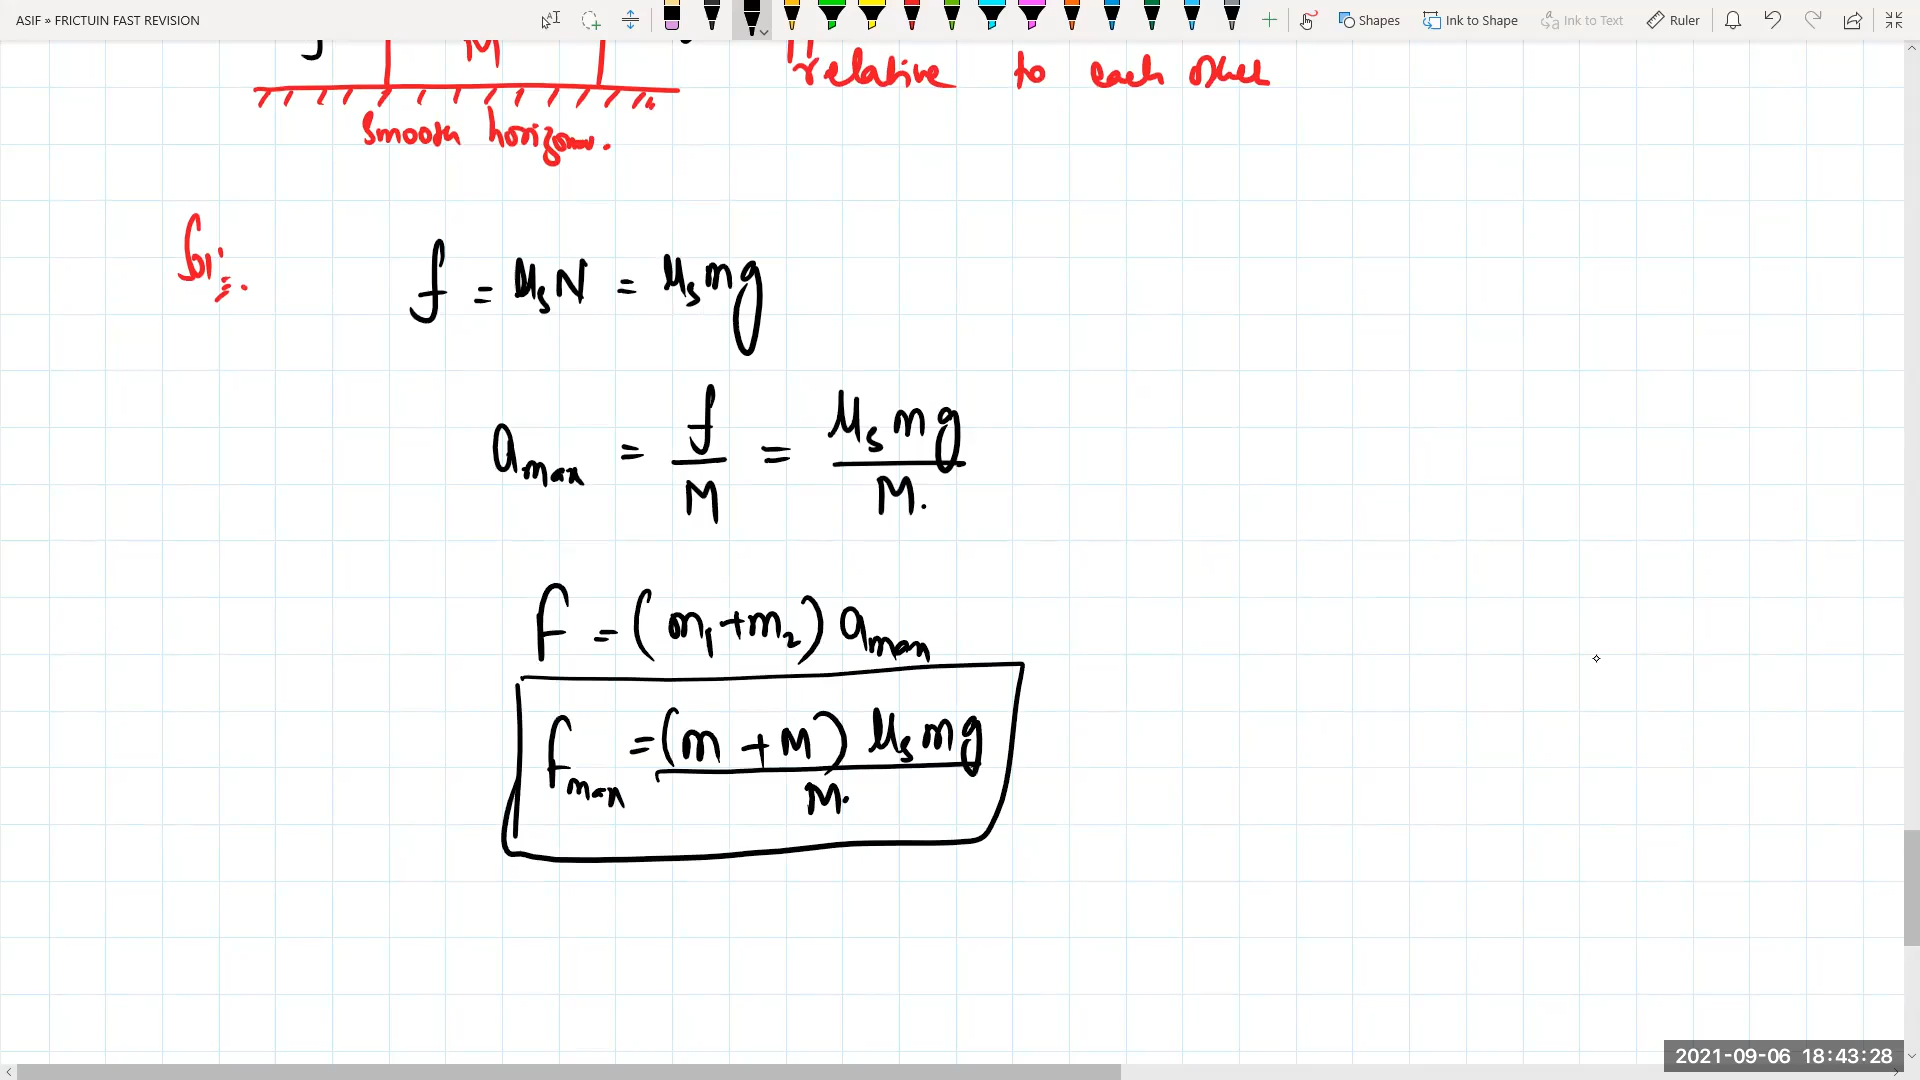 ASIF » FRICTUIN FAST REVISION
Shapes
Ink to Shape
Ink to Text
Ruler
M
relative to each other
Smooth
Sol:
f = μsN = μsmg
amax = f/M = μsmg/M.
F = (m1+m2) amax
Fmax = (m + M) μsmg/M.
2021-09-06 18:43:28